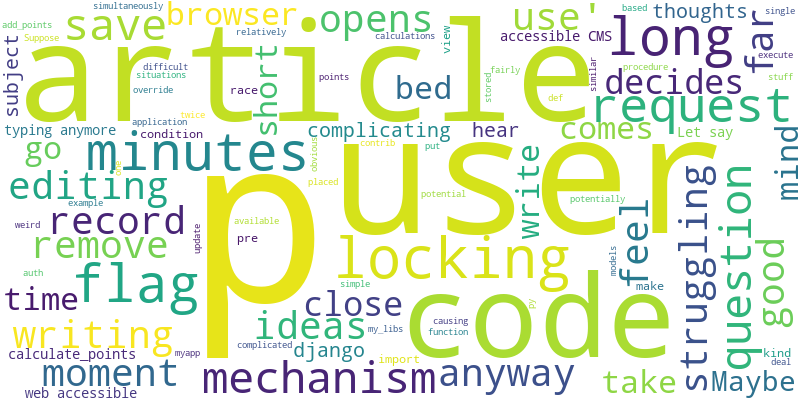 simultaneously
add_points
browser
relatively
opens
use'
thoughts
based
single
Suppose
save
calculations
view
accessible CMS
popular
article
long
far
subject
difficult
situations
override
race
points
short
bed
stored
fairly
similar
decides
procedure
execute
stuff
request
def
twice
application
condition
typing anymore
complicating
hear
comes
Let say
go
minutes
obvious
contrib
put
write
mind
p
user
editing
one
placed
locking
feel
struggling
question
example
record
available
potential
potentially
weird
update
pre
remove
models
good
auth
flag
simple
make
time
close
my_libs
causing
py
code
ideas
function
writing
myapp
complicated
django
import
calculate_points
kind
deal
moment
mechanism
anyway
take
Maybe
web accessible